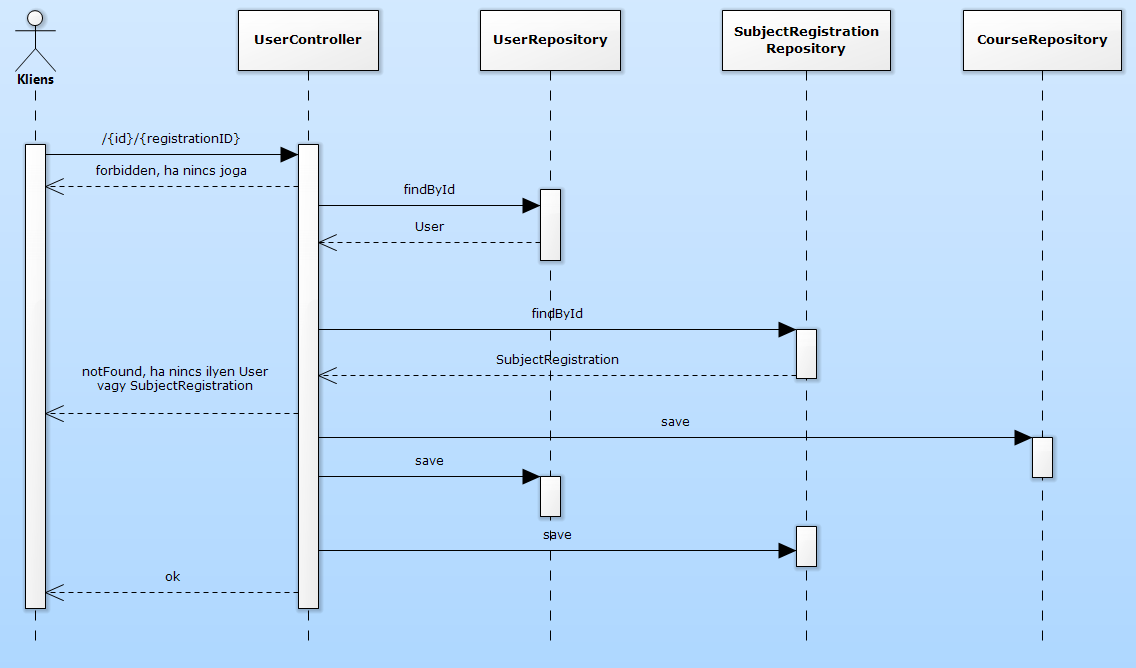 Kliens
UserController
UserRepository
SubjectRegistration
Repository
CourseRepository
/{id}/{registrationID}
forbidden, ha nincs joga
findById
User
findById
SubjectRegistration
notFound, ha nincs ilyen User
vagy SubjectRegistration
save
save
save
ok